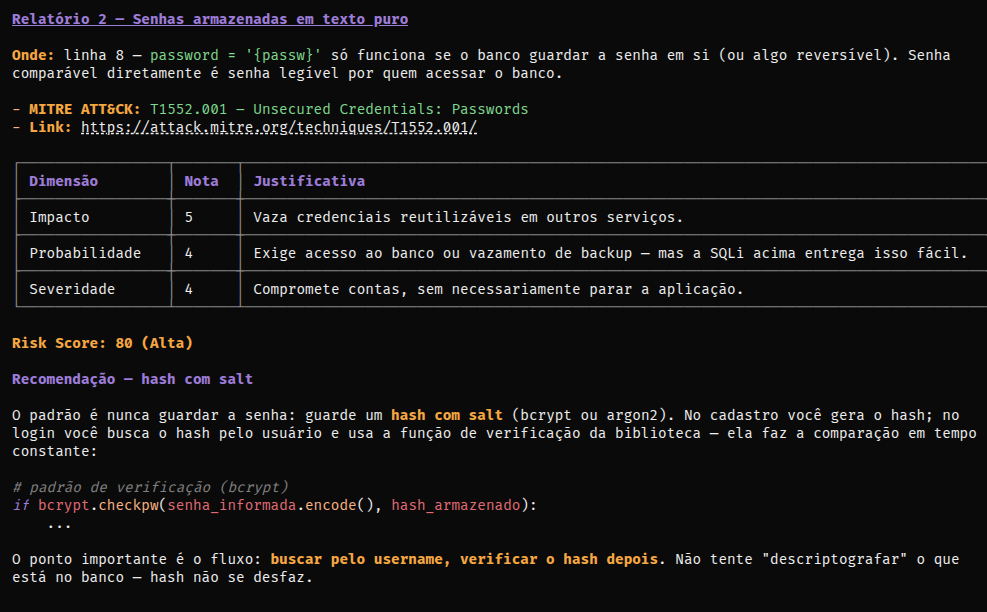 Relatório 2 — Senhas armazenadas em texto puro
Onde: linha 8 — password = '{passw}' só funciona se o banco guardar a senha em si (ou algo reversível). Senha
comparável diretamente é senha legível por quem acessar o banco.
- MITRE ATT&CK: T1552.001 — Unsecured Credentials: Passwords
- Link: https://attack.mitre.org/techniques/T1552.001/
Dimensão Nota Justificativa
Impacto 5 Vaza credenciais reutilizáveis em outros serviços.
Probabilidade 4 Exige acesso ao banco ou vazamento de backup — mas a SQLi acima entrega isso fácil.
Severidade 4 Compromete contas, sem necessariamente parar a aplicação.
Risk Score: 80 (Alta)
Recomendação — hash com salt
O padrão é nunca guardar a senha: guarde um hash com salt (bcrypt ou argon2). No cadastro você gera o hash; no
login você busca o hash pelo usuário e usa a função de verificação da biblioteca — ela faz a comparação em tempo
constante:
# padrão de verificação (bcrypt)
if bcrypt.checkpw(senha_informada.encode(), hash_armazenado):
...
O ponto importante é o fluxo: buscar pelo username, verificar o hash depois. Não tente "descriptografar" o que
está no banco — hash não se desfaz.